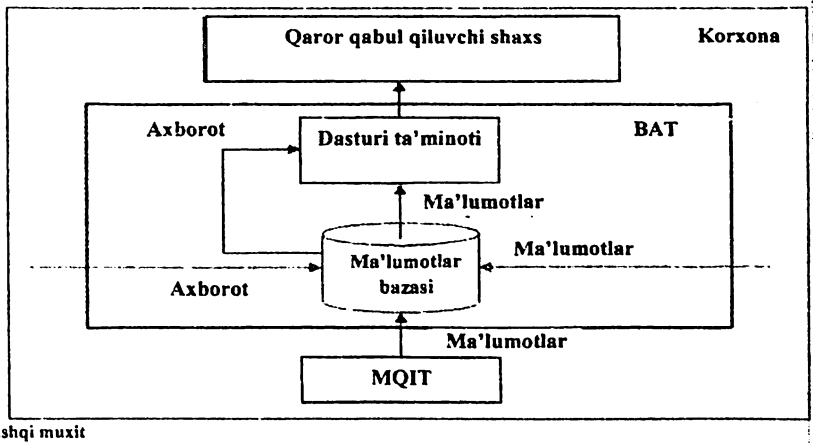 Qaror qabul qiluvchi shaxs
Korxona
Axborot
Dasturi ta'minoti
BAT
Ma'lumotlar
Ma'lumotlar
Ma'lumotlar
bazasi
Axborot
Ma'lumotlar
MQIT
shqi muxit